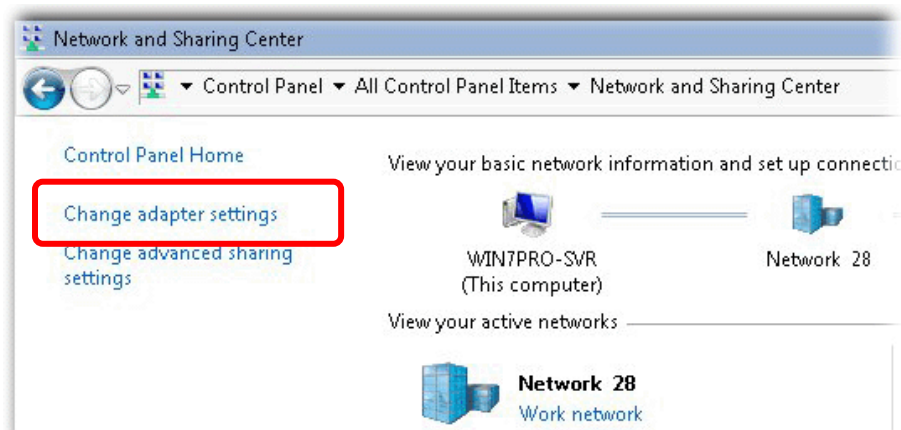 Network and Sharing Center
Control Panel All Control Panel Items Network and Sharing Center
Control Panel Home
Change adapter settings
Change advanced sharing
settings
View your basic network information and set up connectic
WIN7PRO-SVR
(This computer)
Network 28
View your active networks
Network 28
Work network